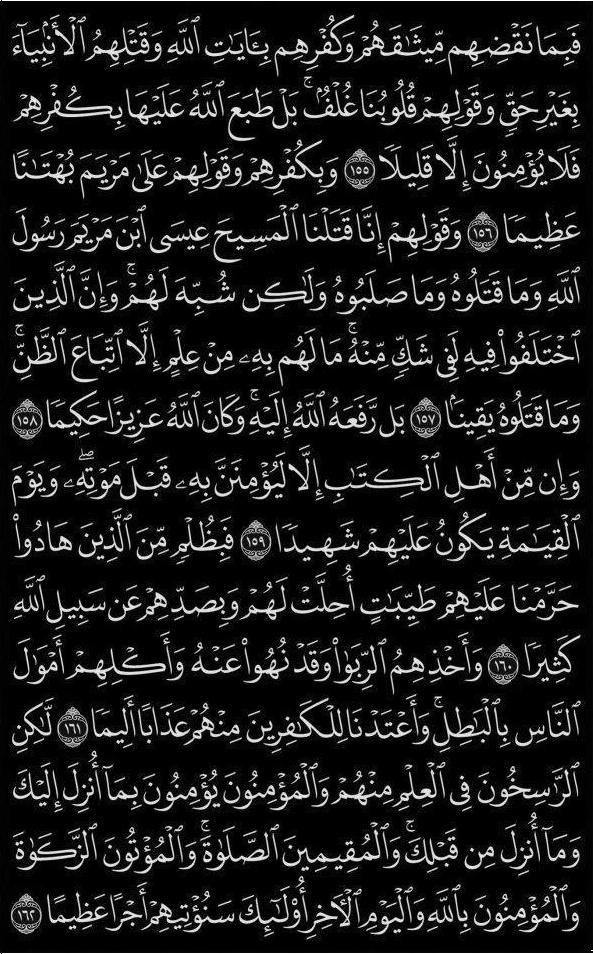 فَبِمَا نَقْضِهِم مِّيثَٰقَهُمْ وَكُفْرِهِم بِـَٔايَٰتِ ٱللَّهِ وَقَتْلِهِمُ ٱلْأَنۢبِيَآءَ
بِغَيْرِ حَقٍّ وَقَوْلِهِمْ قُلُوبُنَا غُلْفٌۢ ۚ بَلْ طَبَعَ ٱللَّهُ عَلَيْهَا بِكُفْرِهِمْ
فَلَا يُؤْمِنُونَ إِلَّا قَلِيلًا ١٥٥ وَبِكُفْرِهِمْ وَقَوْلِهِمْ عَلَىٰ مَرْيَمَ بُهْتَٰنًا
عَظِيمًا ١٥٦ وَقَوْلِهِمْ إِنَّا قَتَلْنَا ٱلْمَسِيحَ عِيسَى ٱبْنَ مَرْيَمَ رَسُولَ
ٱللَّهِ وَمَا قَتَلُوهُ وَمَا صَلَبُوهُ وَلَٰكِن شُبِّهَ لَهُمْ ۚ وَإِنَّ ٱلَّذِينَ
ٱخْتَلَفُوا۟ فِيهِ لَفِى شَكٍّ مِّنْهُ ۚ مَا لَهُم بِهِۦ مِنْ عِلْمٍ إِلَّا ٱتِّبَاعَ ٱلظَّنِّ ۚ
وَمَا قَتَلُوهُ يَقِينًۢا ١٥٧ بَل رَّفَعَهُ ٱللَّهُ إِلَيْهِ ۚ وَكَانَ ٱللَّهُ عَزِيزًا حَكِيمًا ١٥٨
وَإِن مِّنْ أَهْلِ ٱلْكِتَٰبِ إِلَّا لَيُؤْمِنَنَّ بِهِۦ قَبْلَ مَوْتِهِۦ ۖ وَيَوْمَ
ٱلْقِيَٰمَةِ يَكُونُ عَلَيْهِمْ شَهِيدًا ١٥٩ فَبِظُلْمٍ مِّنَ ٱلَّذِينَ هَادُوا۟
حَرَّمْنَا عَلَيْهِمْ طَيِّبَٰتٍ أُحِلَّتْ لَهُمْ وَبِصَدِّهِمْ عَن سَبِيلِ ٱللَّهِ
كَثِيرًا ١٦٠ وَأَخْذِهِمُ ٱلرِّبَوٰا۟ وَقَدْ نُهُوا۟ عَنْهُ وَأَكْلِهِمْ أَمْوَٰلَ
ٱلنَّاسِ بِٱلْبَٰطِلِ ۚ وَأَعْتَدْنَا لِلْكَٰفِرِينَ مِنْهُمْ عَذَابًا أَلِيمًا ١٦١ لَّٰكِنِ
ٱلرَّٰسِخُونَ فِى ٱلْعِلْمِ مِنْهُمْ وَٱلْمُؤْمِنُونَ يُؤْمِنُونَ بِمَآ أُنزِلَ إِلَيْكَ
وَمَآ أُنزِلَ مِن قَبْلِكَ ۚ وَٱلْمُقِيمِينَ ٱلصَّلَوٰةَ ۚ وَٱلْمُؤْتُونَ ٱلزَّكَوٰةَ
وَٱلْمُؤْمِنُونَ بِٱللَّهِ وَٱلْيَوْمِ ٱلْءَاخِرِ أُو۟لَٰٓئِكَ سَنُؤْتِيهِمْ أَجْرًا عَظِيمًا ١٦٢